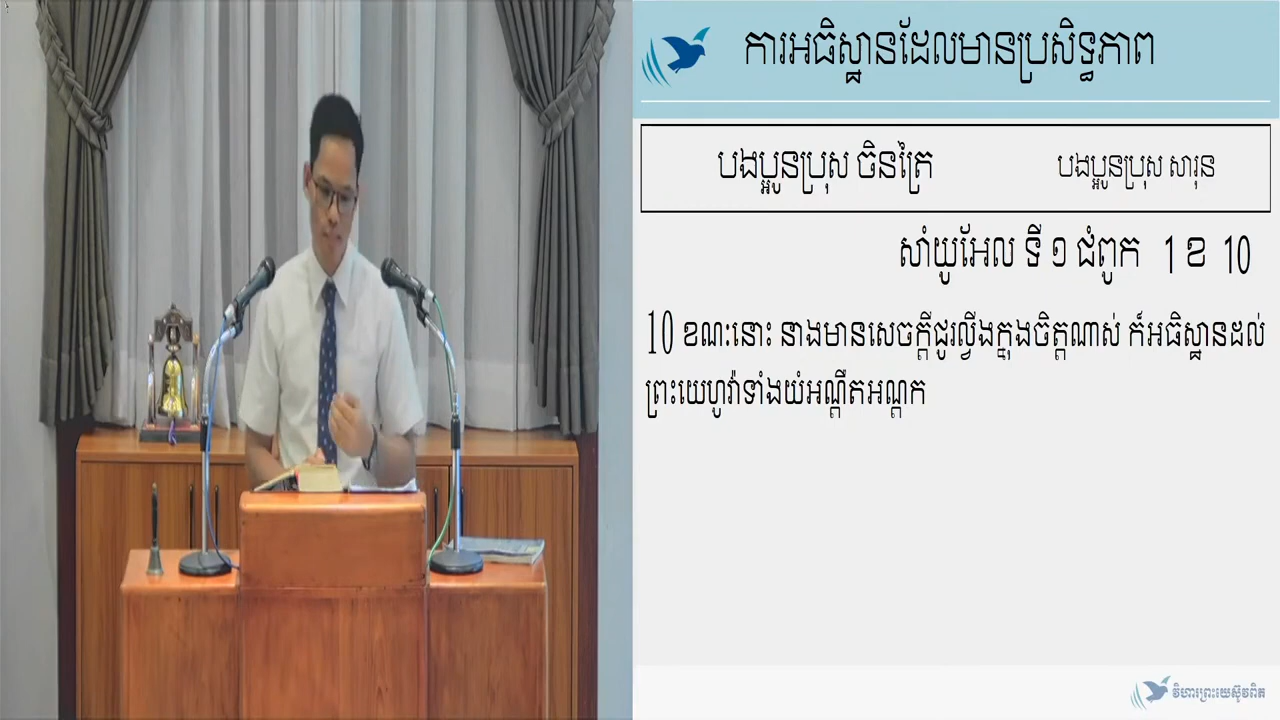 ការអធិស្ឋានដែលមានប្រសិទ្ធភាព
បងប្អូនប្រុស ចិនត្រៃ បងប្អូនប្រុស សារុន
សាំយូអែល ទី ១ ជំពូក 1 ខ 10
10 ខណៈនោះ នាងមានសេចក្ដីជូរល្វីងក្នុងចិត្តណាស់ ក៏អធិស្ឋានដល់
ព្រះយេហូវ៉ាទាំងយំអណ្ដឺតអណ្ដក
វិហារព្រះយេស៊ូវពិត